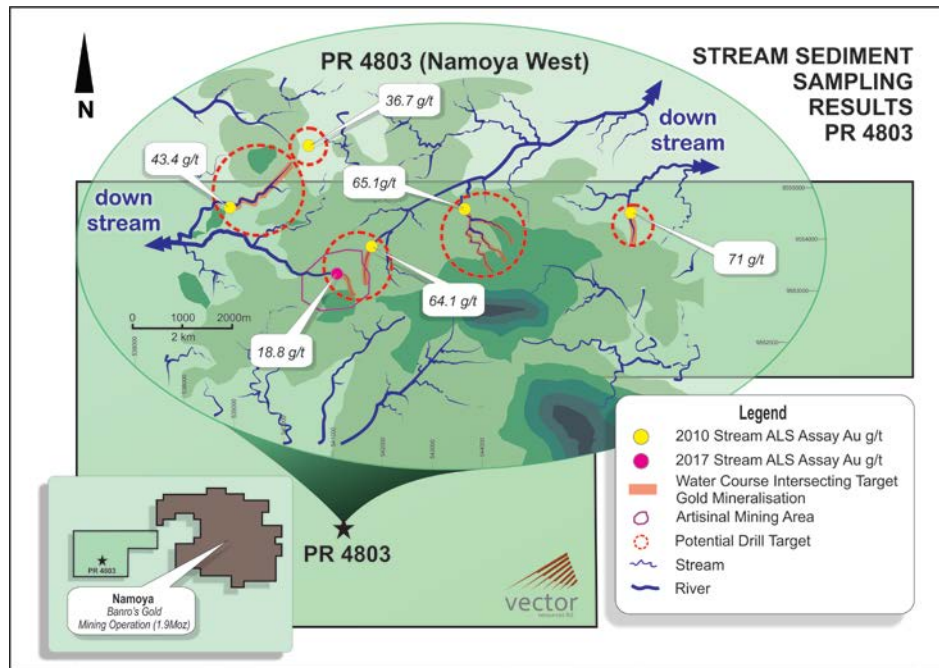 PR 4803 (Namoya West)
STREAM SEDIMENT
SAMPLING
RESULTS
PR 4803
N
36.7 g/t
43.4 g/t
65.1g/t
down
stream
down
stream
71 g/t
64.1 g/t
18.8 g/t
0 1000 2000m
2 km
Legend
2010 Stream ALS Assay Au g/t
2017 Stream ALS Assay Au g/t
Water Course Intersecting Target
Gold Mineralisation
Artisinal Mining Area
Potential Drill Target
Stream
River
PR 4803
PR 4803
Namoya
Banro's Gold
Mining Operation (1.9Moz)
vector